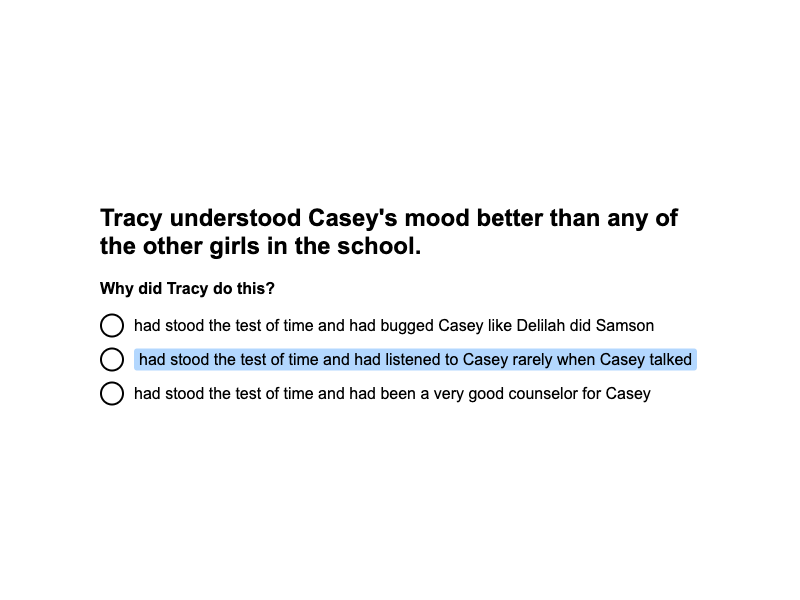 Tracy understood Casey's mood better than any of
the other girls in the school.
Why did Tracy do this?
had stood the test of time and had bugged Casey like Delilah did Samson
had stood the test of time and had listened to Casey rarely when Casey talked
had stood the test of time and had been a very good counselor for Casey